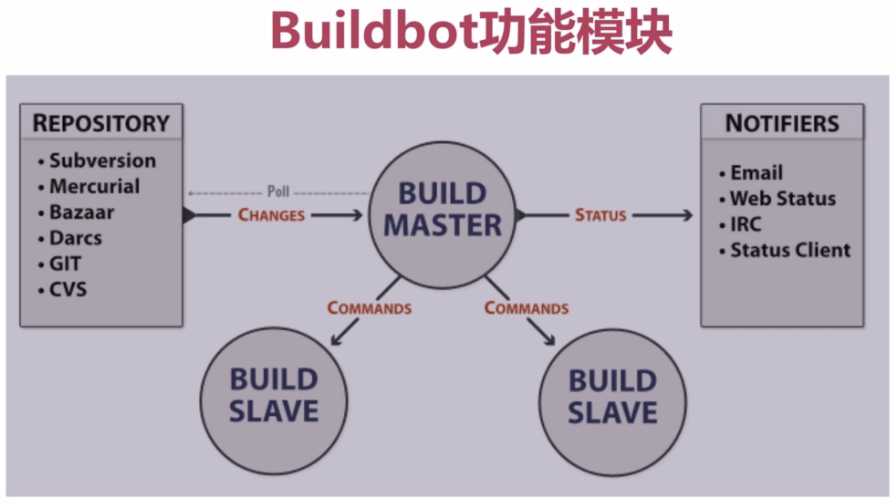 Buildbot功能模块
REPOSITORY
• Subversion
• Mercurial
• Bazaar
• Darcs
• GIT
• CVS
Poll
CHANGES
BUILD
MASTER
STATUS
NOTIFIERS
• Email
• Web Status
• IRC
• Status Client
COMMANDS
COMMANDS
BUILD
SLAVE
BUILD
SLAVE